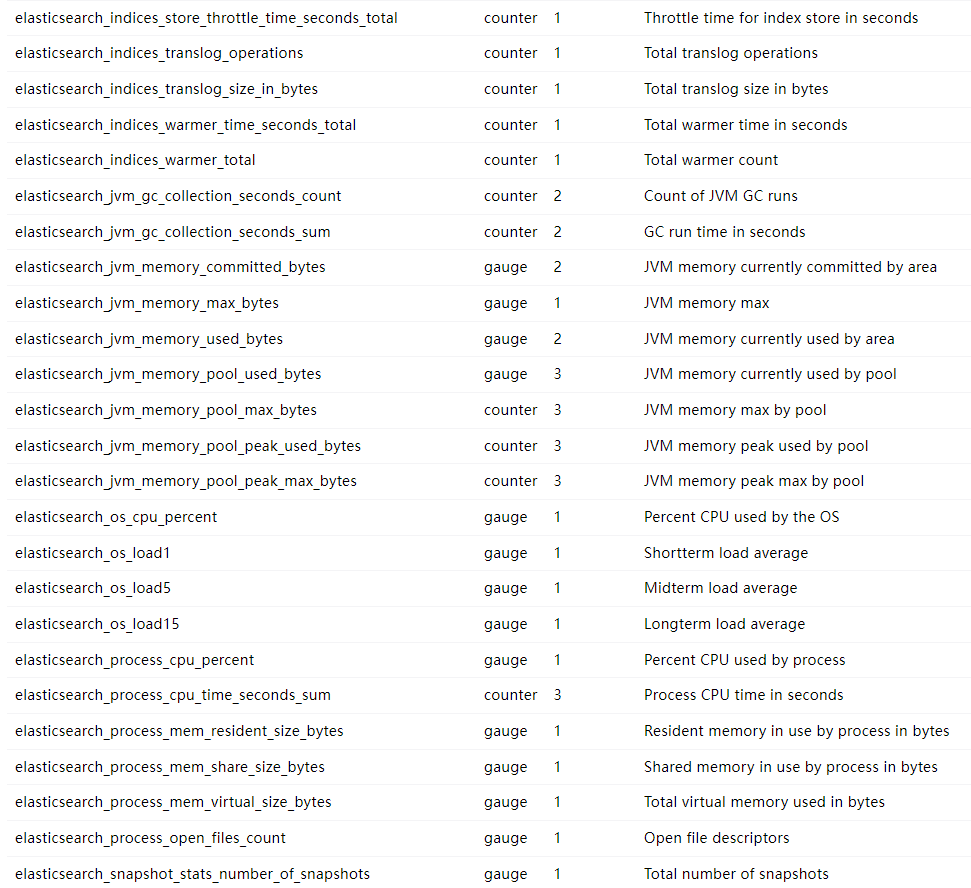 elasticsearch_indices_store_throttle_time_seconds_total counter 1 Throttle time for index store in seconds
elasticsearch_indices_translog_operations counter 1 Total translog operations
elasticsearch_indices_translog_size_in_bytes counter 1 Total translog size in bytes
elasticsearch_indices_warmer_time_seconds_total counter 1 Total warmer time in seconds
elasticsearch_indices_warmer_total counter 1 Total warmer count
elasticsearch_jvm_gc_collection_seconds_count counter 2 Count of JVM GC runs
elasticsearch_jvm_gc_collection_seconds_sum counter 2 GC run time in seconds
elasticsearch_jvm_memory_committed_bytes gauge 2 JVM memory currently committed by area
elasticsearch_jvm_memory_max_bytes gauge 1 JVM memory max
elasticsearch_jvm_memory_used_bytes gauge 2 JVM memory currently used by area
elasticsearch_jvm_memory_pool_used_bytes gauge 3 JVM memory currently used by pool
elasticsearch_jvm_memory_pool_max_bytes counter 3 JVM memory max by pool
elasticsearch_jvm_memory_pool_peak_used_bytes counter 3 JVM memory peak used by pool
elasticsearch_jvm_memory_pool_peak_max_bytes counter 3 JVM memory peak max by pool
elasticsearch_os_cpu_percent gauge 1 Percent CPU used by the OS
elasticsearch_os_load1 gauge 1 Shortterm load average
elasticsearch_os_load5 gauge 1 Midterm load average
elasticsearch_os_load15 gauge 1 Longterm load average
elasticsearch_process_cpu_percent gauge 1 Percent CPU used by process
elasticsearch_process_cpu_time_seconds_sum counter 3 Process CPU time in seconds
elasticsearch_process_mem_resident_size_bytes gauge 1 Resident memory in use by process in bytes
elasticsearch_process_mem_share_size_bytes gauge 1 Shared memory in use by process in bytes
elasticsearch_process_mem_virtual_size_bytes gauge 1 Total virtual memory used in bytes
elasticsearch_process_open_files_count gauge 1 Open file descriptors
elasticsearch_snapshot_stats_number_of_snapshots gauge 1 Total number of snapshots